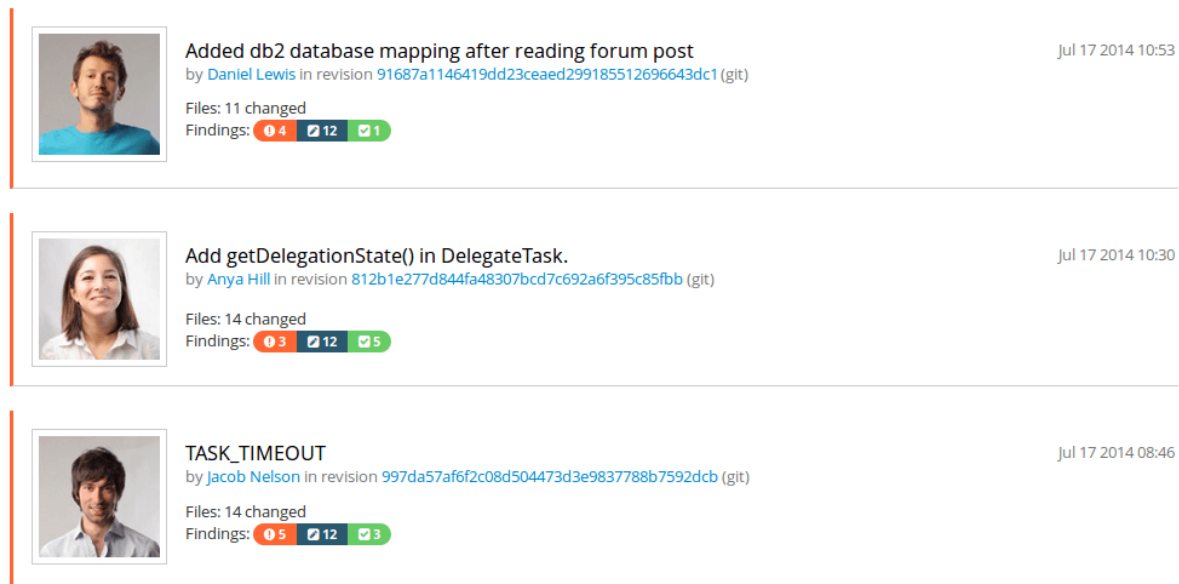 Added db2 database mapping after reading forum post
Jul 17 2014 10:53
by Daniel Lewis in revision 91687a1146419dd23ceaed299185512696643dc1 (git)
Files: 11 changed
Findings: 4 12 1
Add getDelegationState() in DelegateTask.
Jul 17 2014 10:30
by Anya Hill in revision 812b1e277d844fa48307bcd7c692a6f395c85fbb (git)
Files: 14 changed
Findings: 3 12 5
TASK_TIMEOUT
Jul 17 2014 08:46
by Jacob Nelson in revision 997da57af6f2c08d504473d3e9837788b7592dcb (git)
Files: 14 changed
Findings: 5 12 3